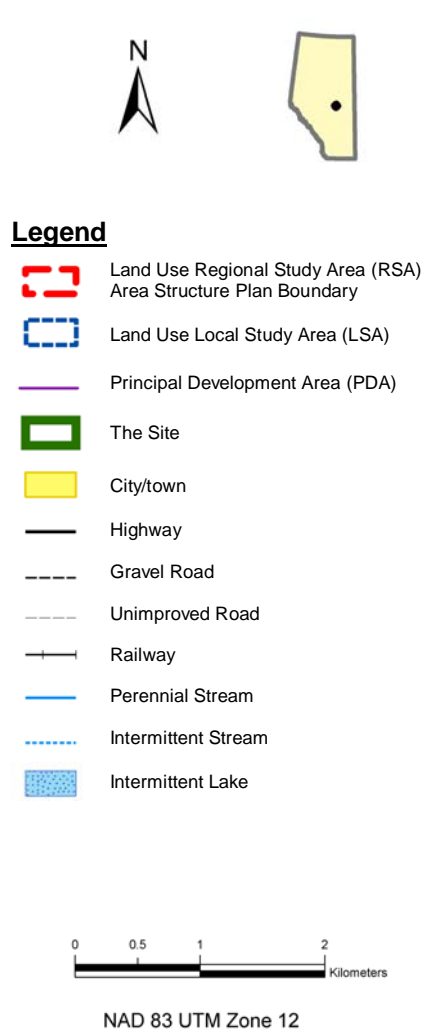 N
Legend
Land Use Regional Study Area (RSA)
Area Structure Plan Boundary
Land Use Local Study Area (LSA)
Principal Development Area (PDA)
The Site
City/town
Highway
Gravel Road
Unimproved Road
Railway
Perennial Stream
Intermittent Stream
Intermittent Lake
0 0.5 1 2
Kilometers
NAD 83 UTM Zone 12